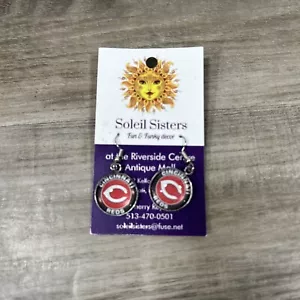 Soleil Sisters
Fun & Funky decor
at the Riverside Centre
Antique Mall
CINCINNATI
REDS
CINCINNATI
REDS
513-470-0501
soleilsisters@fuse.net